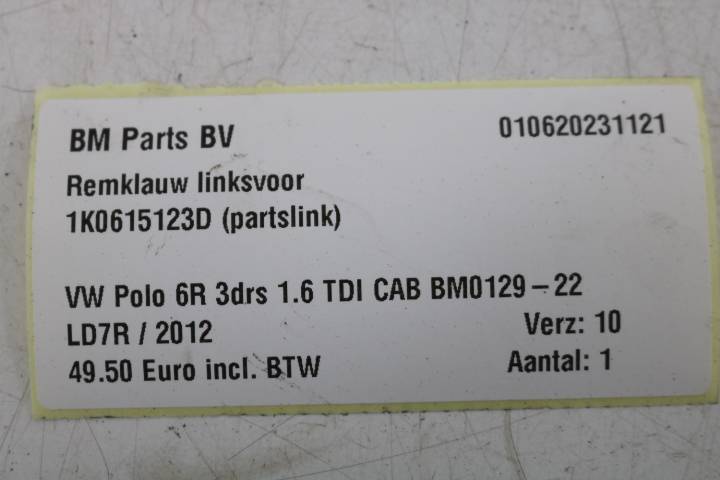 BM Parts BV 010620231121
Remklauw linksvoor
1K0615123D (partslink)
VW Polo 6R 3drs 1.6 TDI CAB BM0129-22
LD7R / 2012 Verz: 10
49.50 Euro incl. BTW Aantal: 1